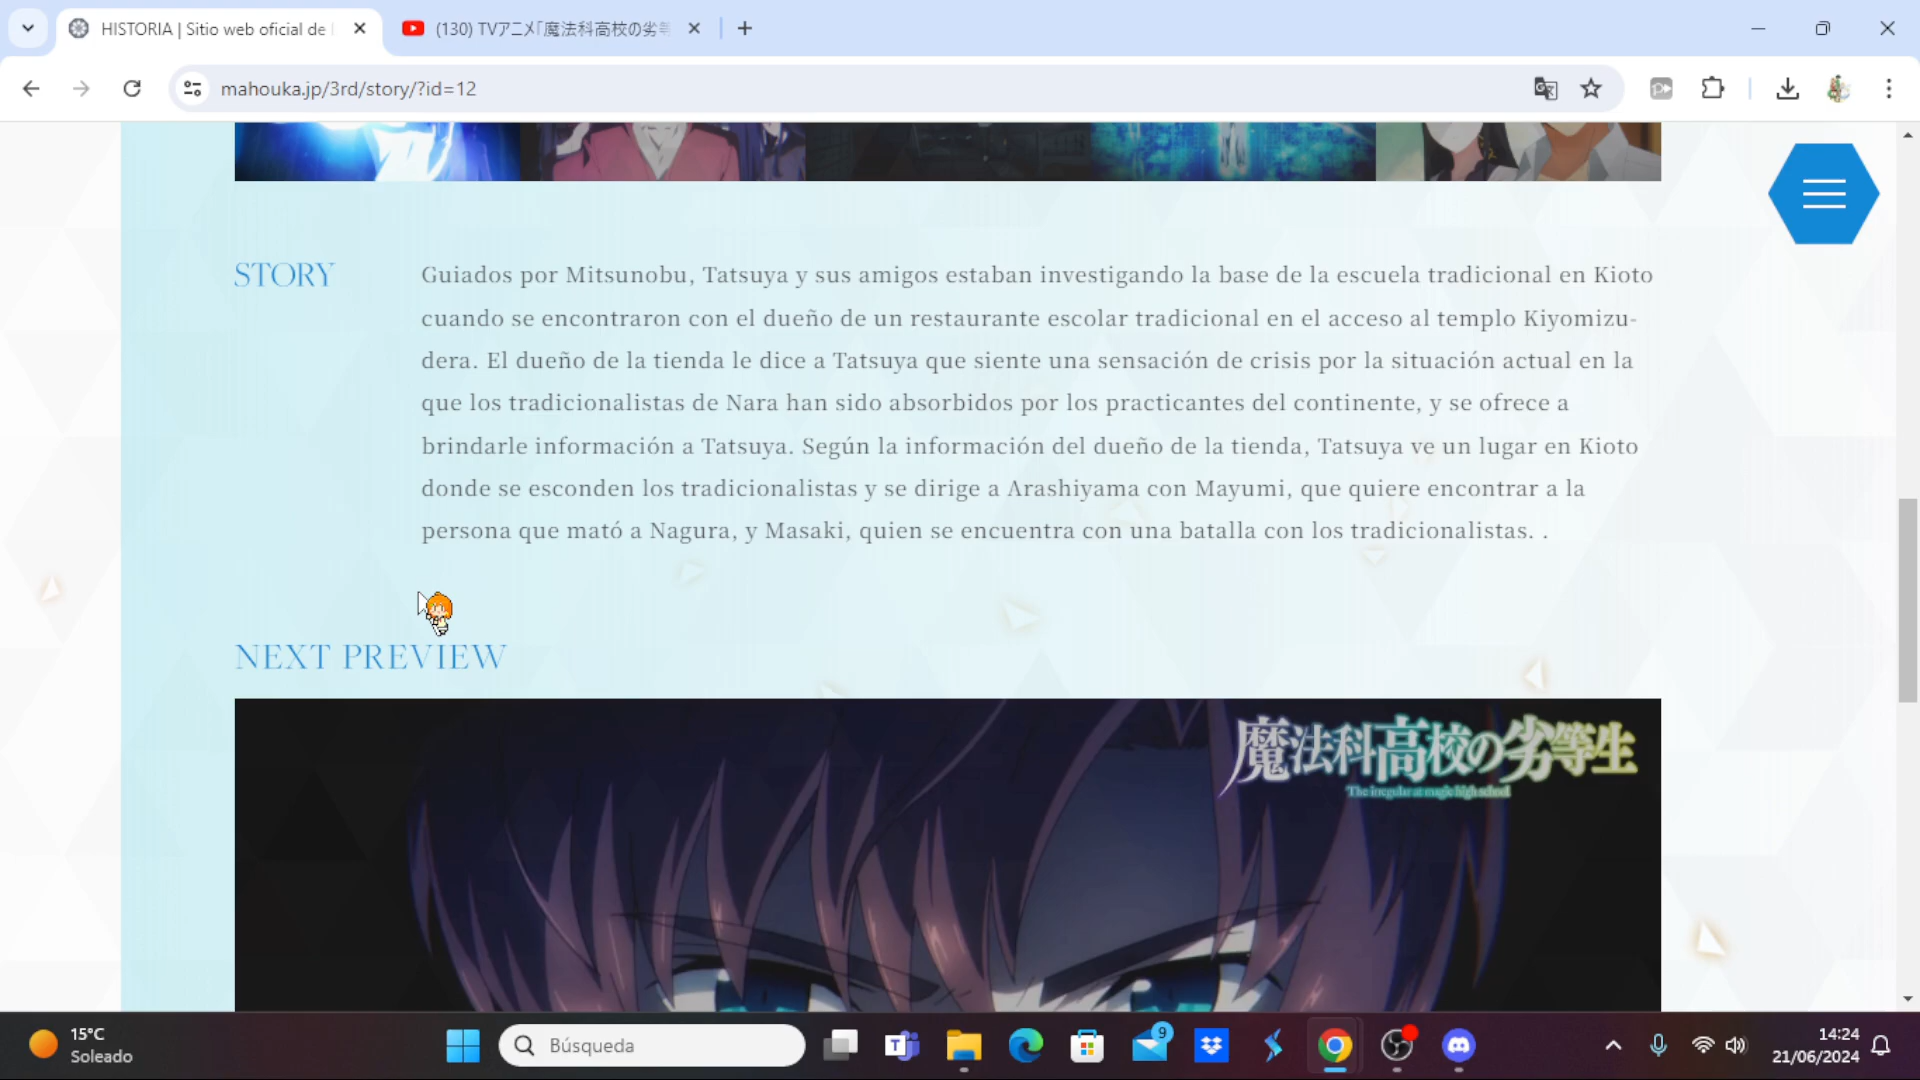 HISTORIA | Sitio web oficial de
(130) TVアニメ「魔法科高校の劣等
mahouka.jp/3rd/story/?id=12
STORY
Guiados por Mitsunobu, Tatsuya y sus amigos estaban investigando la base de la escuela tradicional en Kioto
cuando se encontraron con el dueño de un restaurante escolar tradicional en el acceso al templo Kiyomizu-
dera. El dueño de la tienda le dice a Tatsuya que siente una sensación de crisis por la situación actual en la
que los tradicionalistas de Nara han sido absorbidos por los practicantes del continente, y se ofrece a
brindarle información a Tatsuya. Según la información del dueño de la tienda, Tatsuya ve un lugar en Kioto
donde se esconden los tradicionalistas y se dirige a Arashiyama con Mayumi, que quiere encontrar a la
persona que mató a Nagura, y Masaki, quien se encuentra con una batalla con los tradicionalistas. .
NEXT PREVIEW
魔法科高校の劣等生
The irregular at magic high school
15°C
Soleado
Búsqueda
9
14:24
21/06/2024